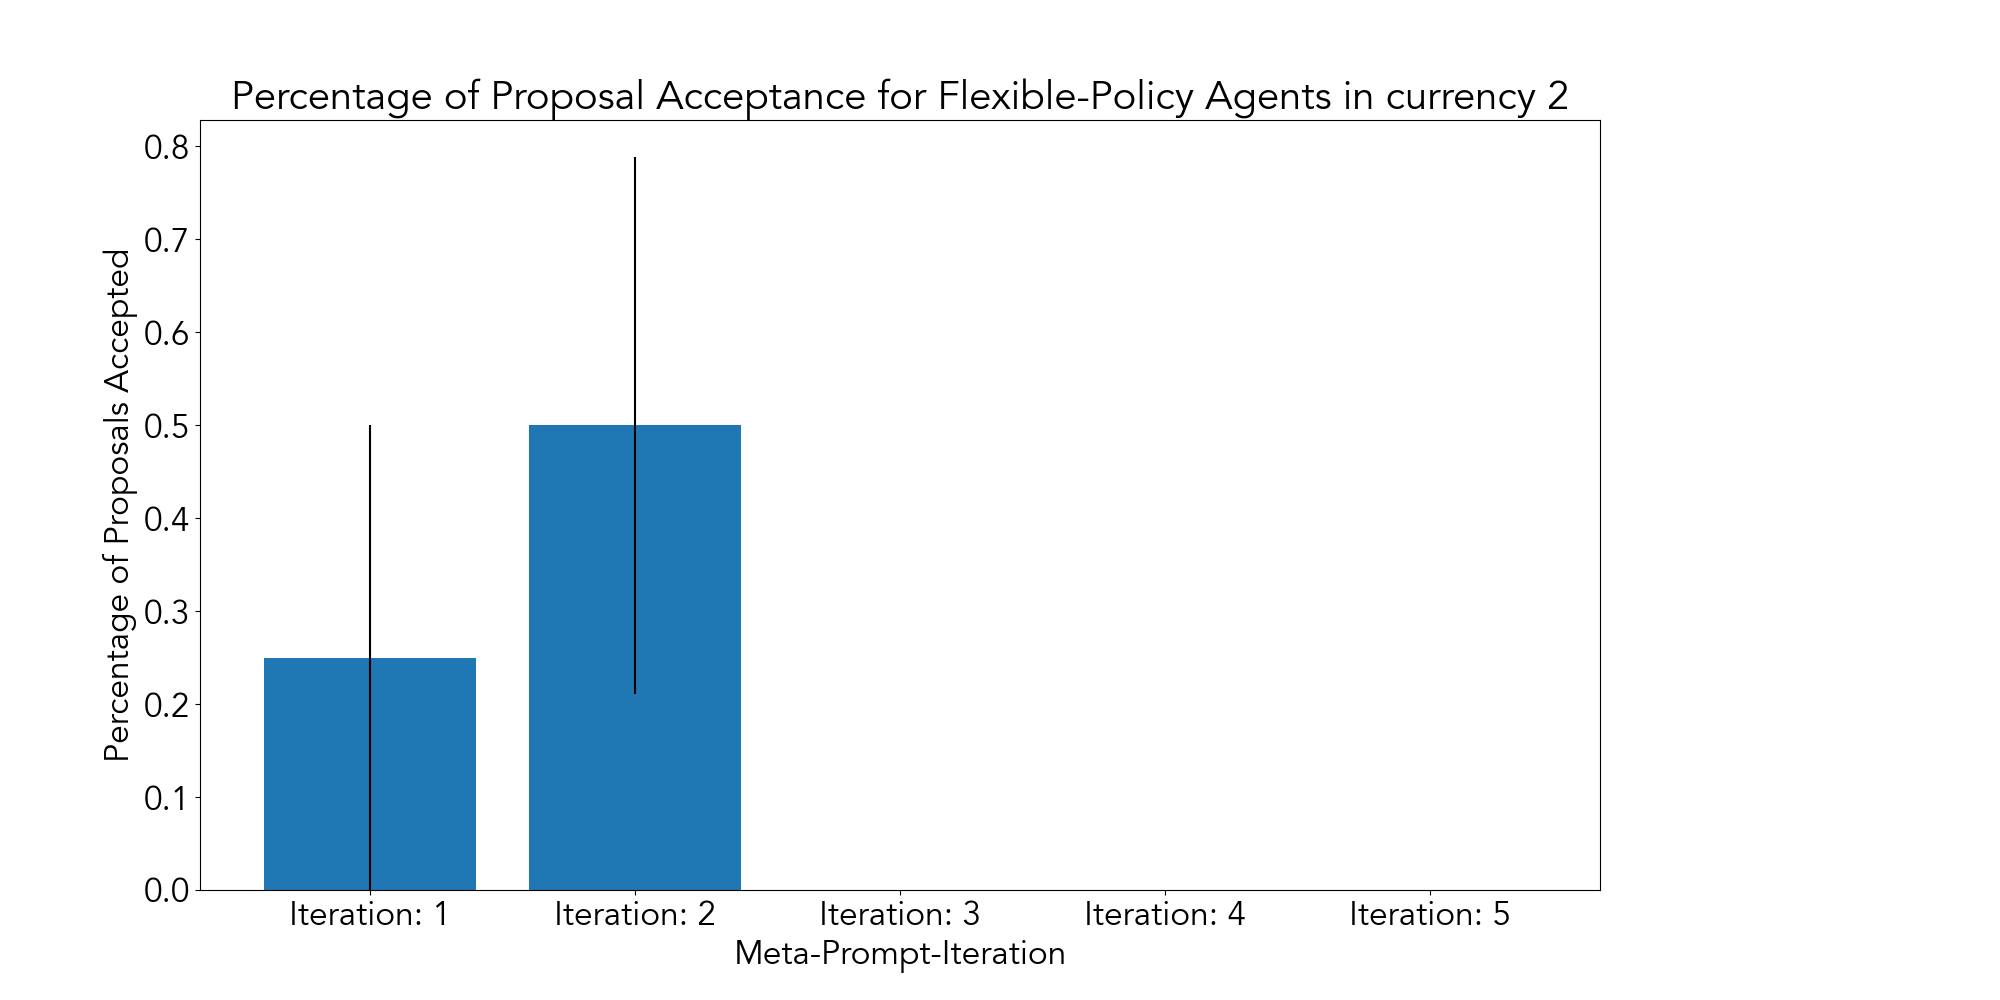 Percentage of Proposal Acceptance for Flexible-Policy Agents in currency 2
Percentage of Proposals Accepted
0.8
0.7
0.6
0.5
0.4
0.3
0.2
0.1
0.0
Iteration: 1
Iteration: 2
Iteration: 3
Iteration: 4
Iteration: 5
Meta-Prompt-Iteration